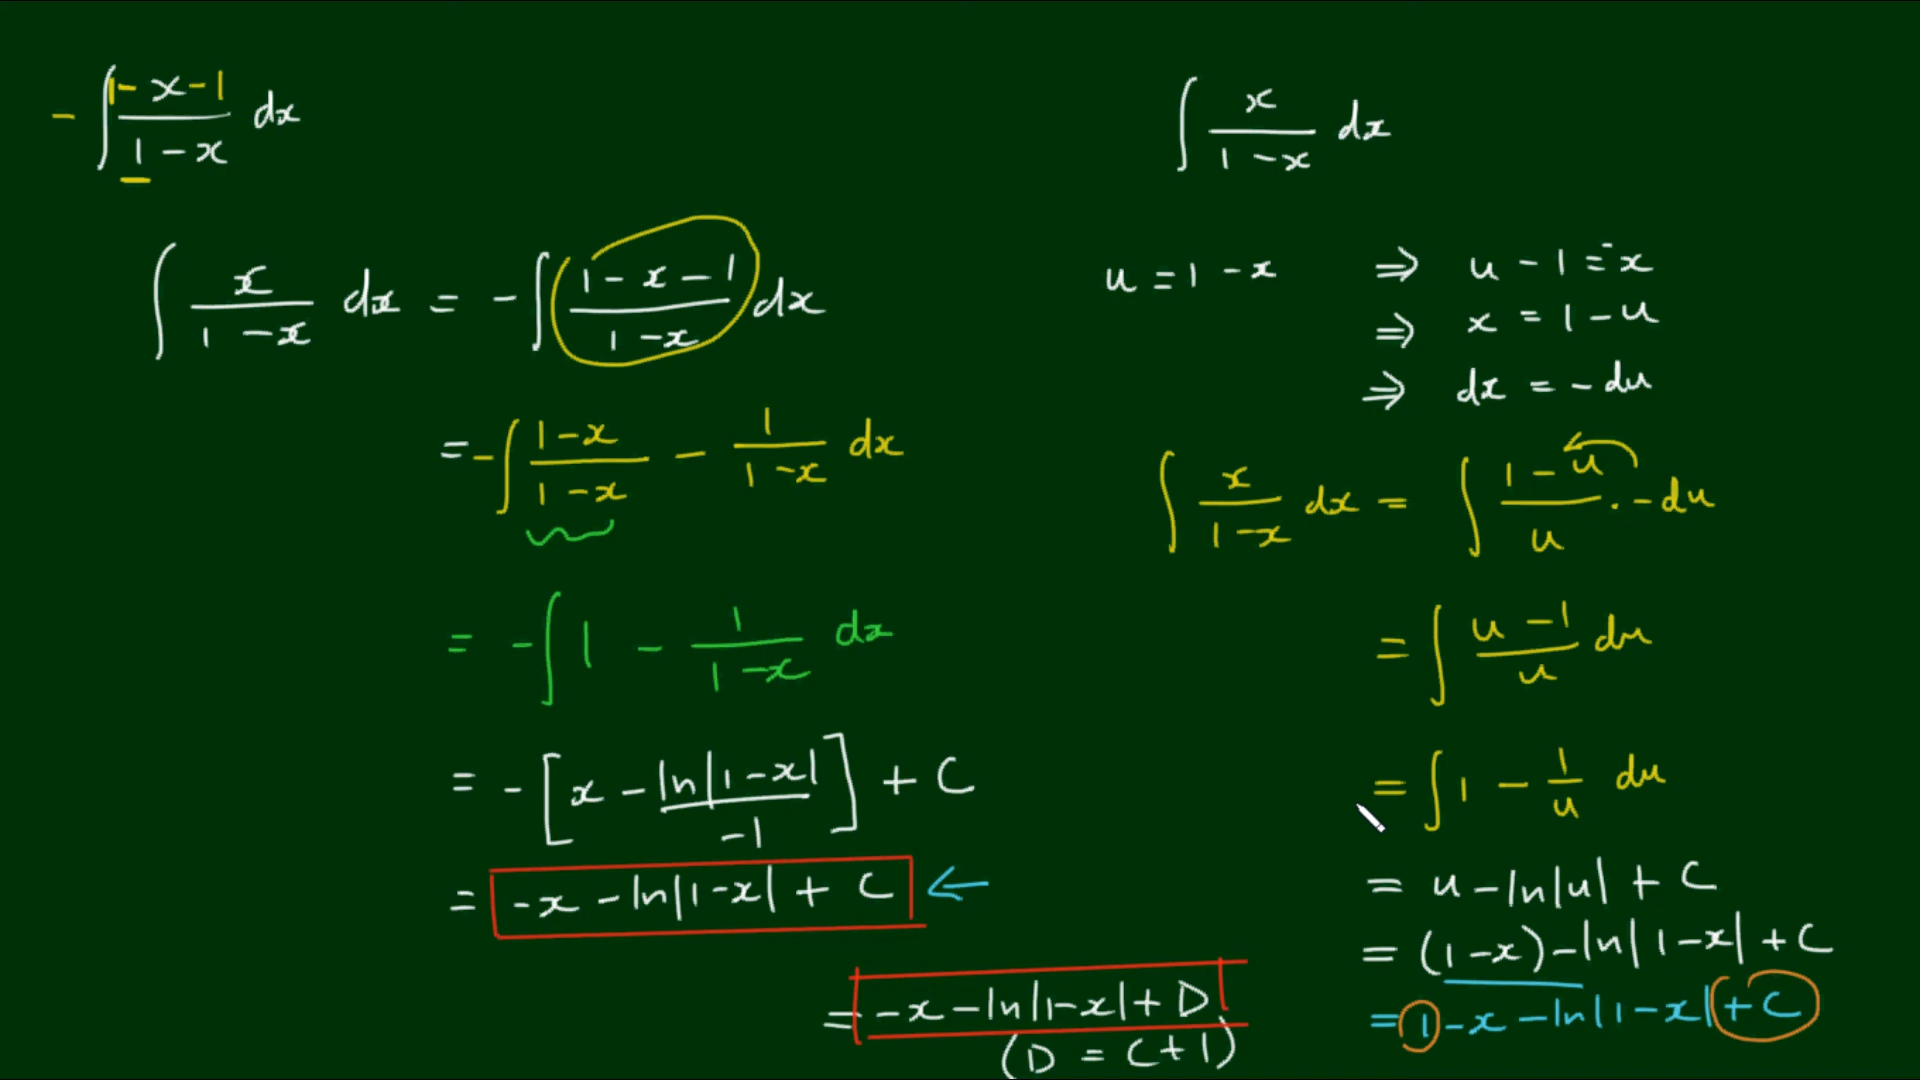 -∫ (1-x-1)/(1-x) dx
∫ x/(1-x) dx = -∫ (1-x-1)/(1-x) dx
= -∫ (1-x)/(1-x) - 1/(1-x) dx
= -∫ 1 - 1/(1-x) dx
= -[x - ln|1-x|/-1] + C
= -x - ln|1-x| + C
∫ x/(1-x) dx
u = 1-x ⇒ u - 1 = -x
⇒ x = 1-u
⇒ dx = -du
∫ x/(1-x) dx = ∫ (1-u)/u · -du
= ∫ (u-1)/u du
= ∫ 1 - 1/u du
= u - ln|u| + C
= (1-x) - ln|1-x| + C
= 1-x - ln|1-x| + C
= -x - ln|1-x| + D
(D = C+1)